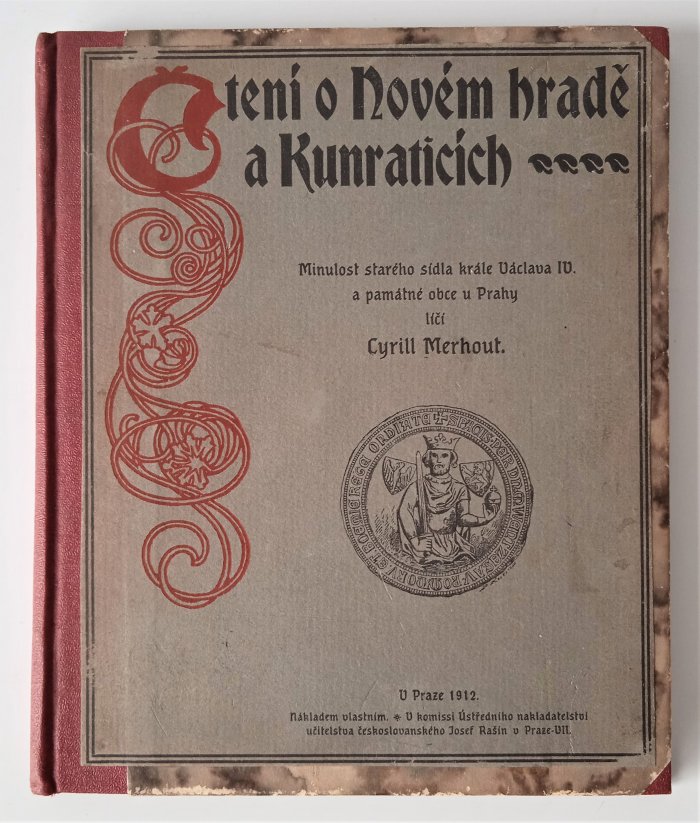 Čtení o Novém hradě
a Kunraticích
Minulost starého sídla krále Václava IV.
a památné obce u Prahy
líčí
Cyrill Merhout.
V Praze 1912.
Nákladem vlastním. * V komissi Ústředního nakladatelství
učitelstva českoslovanského Josef Rašín v Praze-VII.